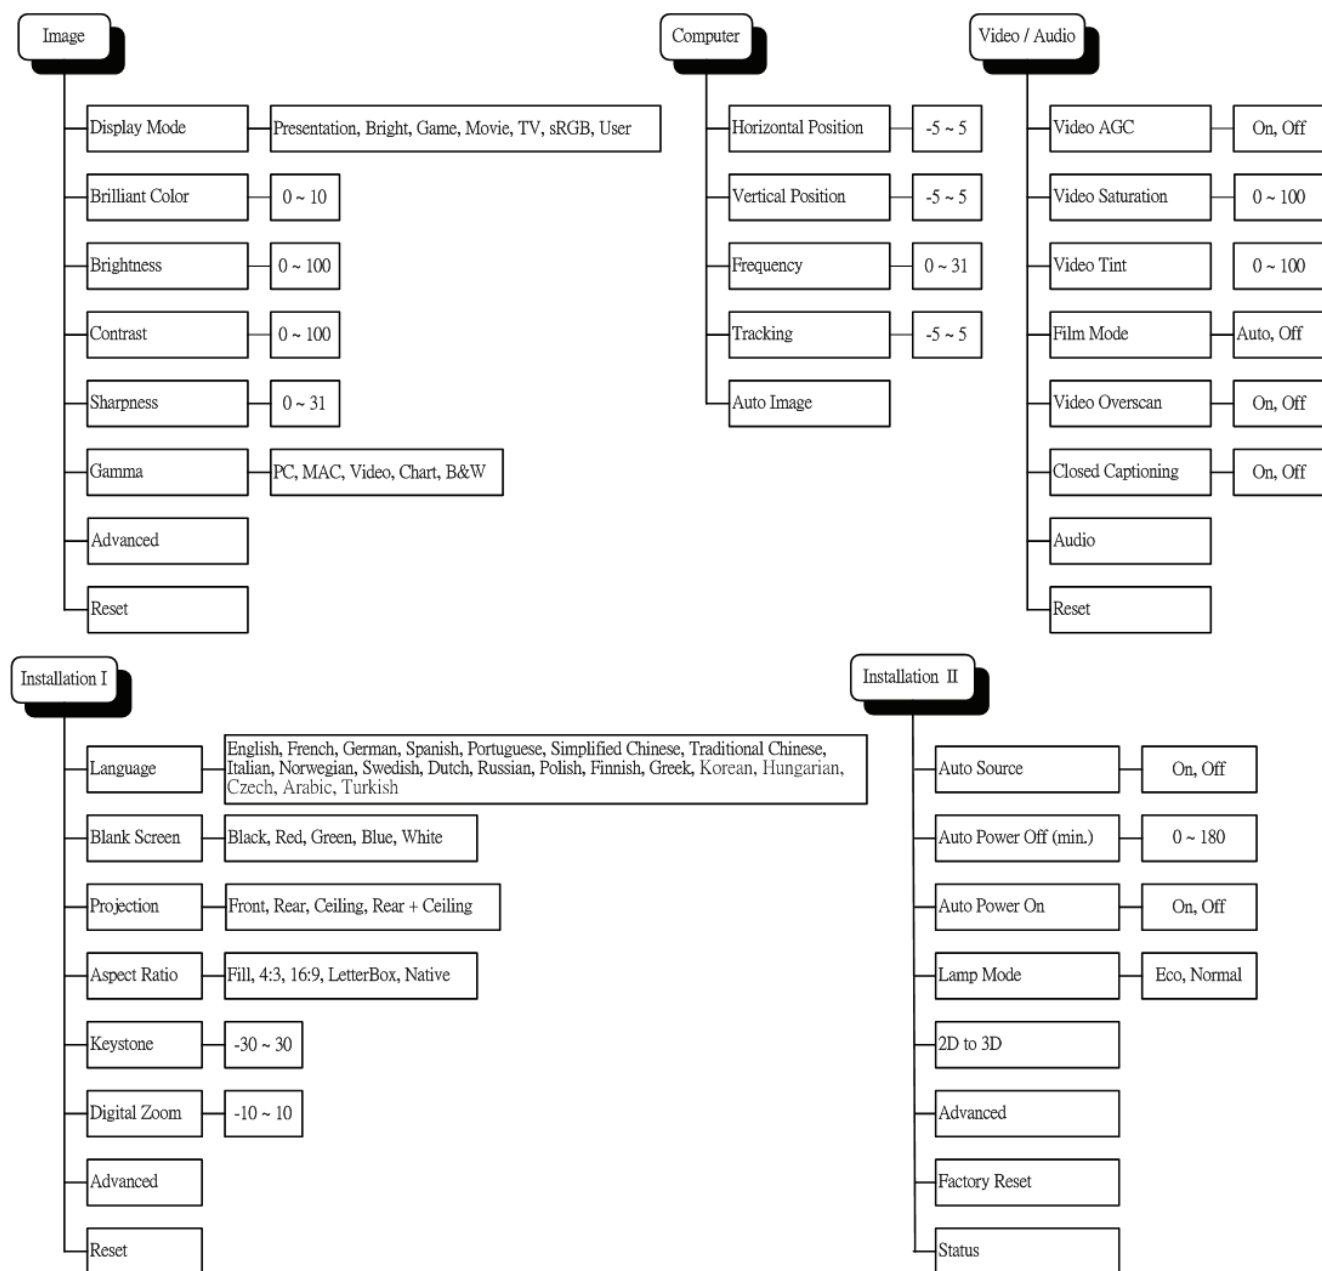 Image
Display Mode
Presentation, Bright, Game, Movie, TV, sRGB, User
Brilliant Color
0 ~ 10
Brightness
0 ~ 100
Contrast
0 ~ 100
Sharpness
0 ~ 31
Gamma
PC, MAC, Video, Chart, B&W
Advanced
Reset
Computer
Horizontal Position
-5 ~ 5
Vertical Position
-5 ~ 5
Frequency
0 ~ 31
Tracking
-5 ~ 5
Auto Image
Video / Audio
Video AGC
On, Off
Video Saturation
0 ~ 100
Video Tint
0 ~ 100
Film Mode
Auto, Off
Video Overscan
On, Off
Closed Captioning
On, Off
Audio
Reset
Installation I
Language
English, French, German, Spanish, Portuguese, Simplified Chinese, Traditional Chinese,
Italian, Norwegian, Swedish, Dutch, Russian, Polish, Finnish, Greek, Korean, Hungarian,
Czech, Arabic, Turkish
Blank Screen
Black, Red, Green, Blue, White
Projection
Front, Rear, Ceiling, Rear + Ceiling
Aspect Ratio
Fill, 4:3, 16:9, LetterBox, Native
Keystone
-30 ~ 30
Digital Zoom
-10 ~ 10
Advanced
Reset
Installation II
Auto Source
On, Off
Auto Power Off (min.)
0 ~ 180
Auto Power On
On, Off
Lamp Mode
Eco, Normal
2D to 3D
Advanced
Factory Reset
Status